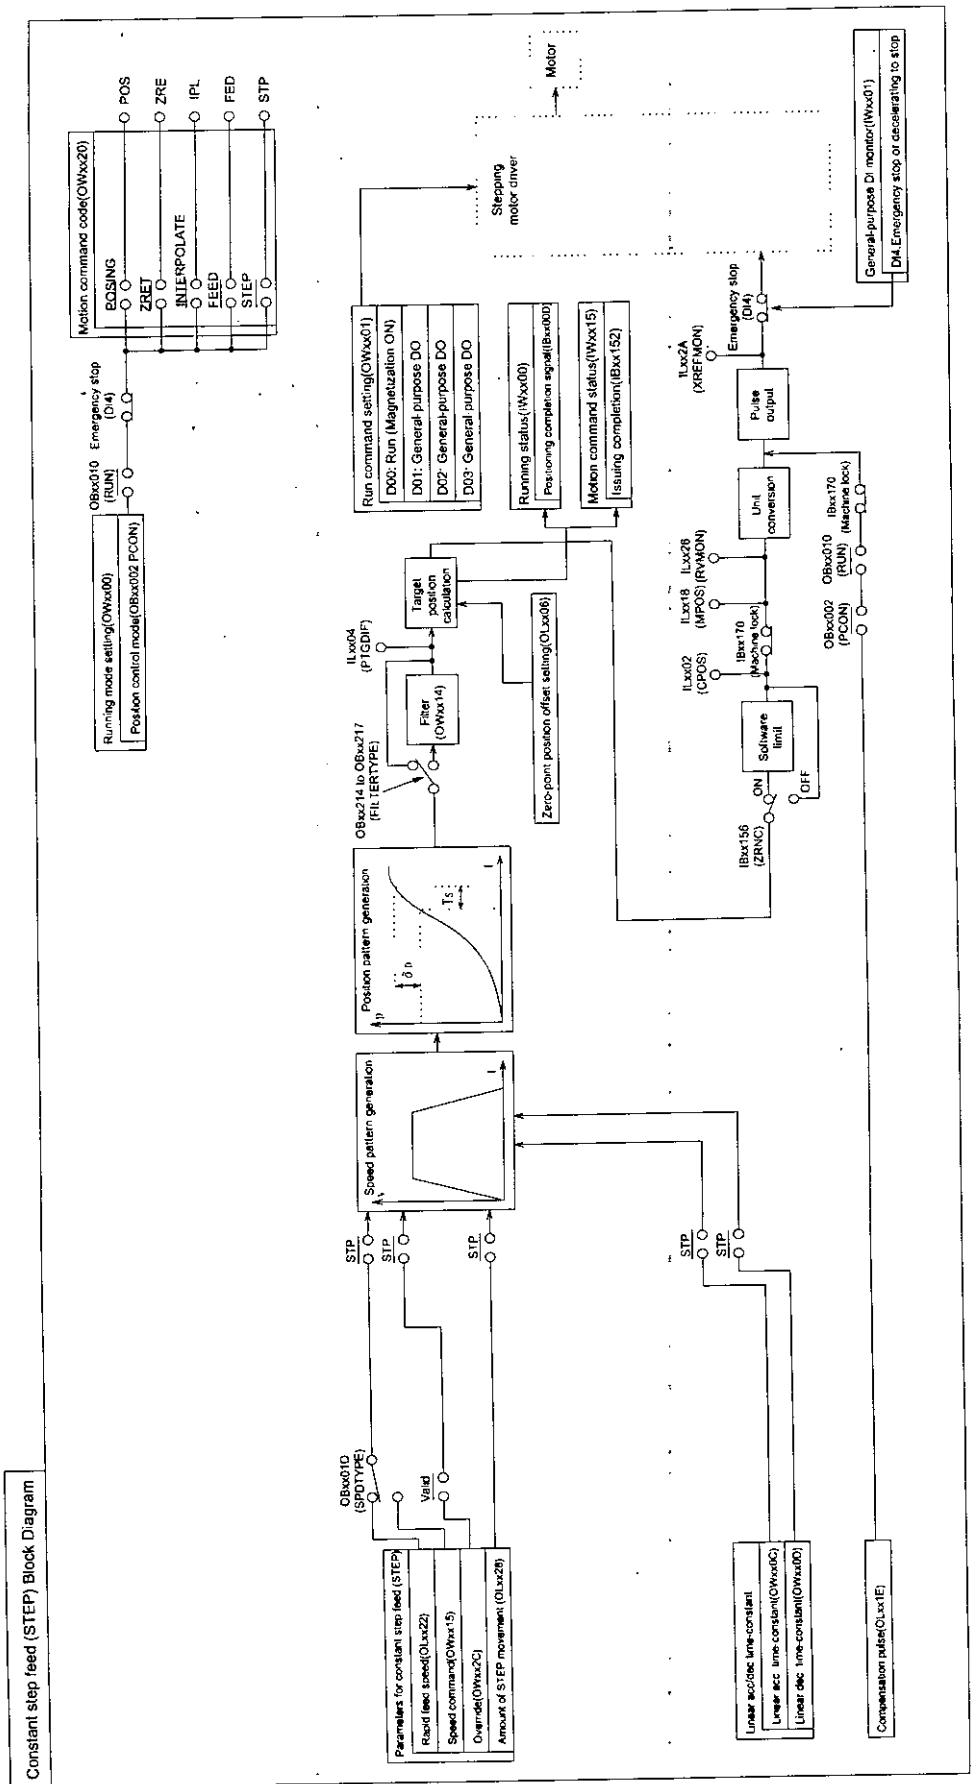 Constant step feed (STEP) Block Diagram
Running mode setting(OWxx00)
Position control mode(OBxx002 PCON)
OBxx010
(RUN)
Emergency stop
(DI4)
Motion command code(OWxx20)
POSING
POS
ZRET
ZRE
INTERPOLATE
IPL
FEED
FED
STEP
STP
Parameters for constant step feed (STEP)
Rapid feed speed(OLxx22)
Speed command(OWxx15)
Override(OWxx2C)
Amount of STEP movement (OLxx28)
OBxx01D
(SPDTYPE)
Valid
STP
STP
STP
Speed pattern generation
V
t
Position pattern generation
P
δ P
Ts
t
OBxx214 to OBxx217
(FILTERTYPE)
Filter
(OWxx14)
ILxx04
(PTGDIF)
Target
position
calculation
Zero-point position offset setting(OLxx06)
Run command setting(OWxx01)
D00: Run (Magnetization ON)
D01: General-purpose DO
D02: General-purpose DO
D03: General-purpose DO
Running status(IWxx00)
Positioning completion signal(IBxx00D)
Motion command status(IWxx15)
Issuing completion(IBxx152)
Stepping
motor driver
Motor
Linear acc/dec time-constant
Linear acc time-constant(OWxx0C)
Linear dec time-constant(OWxx0D)
STP
STP
IBxx156
(ZRNC)
ON
OFF
Software
limit
ILxx02
(CPOS)
IBxx170
(Machine lock)
ILxx18
(MPOS)
ILxx26
(RVMON)
Unit
conversion
Pulse
output
ILxx2A
(XREFMON)
Emergency stop
(DI4)
Compensation pulse(OLxx1E)
OBxx002
(PCON)
OBxx010
(RUN)
IBxx170
(Machine lock)
General-purpose DI monitor(IWxx01)
DI4:Emergency stop or decelerating to stop